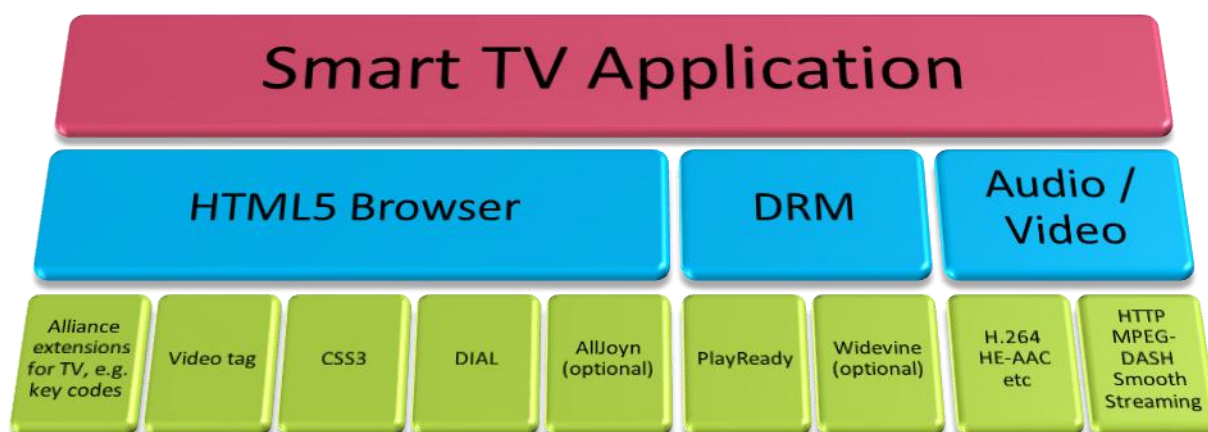 Smart TV Application
HTML5 Browser
DRM
Audio /
Video
Alliance
extensions
for TV, e.g.
key codes
Video tag
CSS3
DIAL
AllJoyn
(optional)
PlayReady
Widevine
(optional)
H.264
HE-AAC
etc
HTTP
MPEG-
DASH
Smooth
Streaming